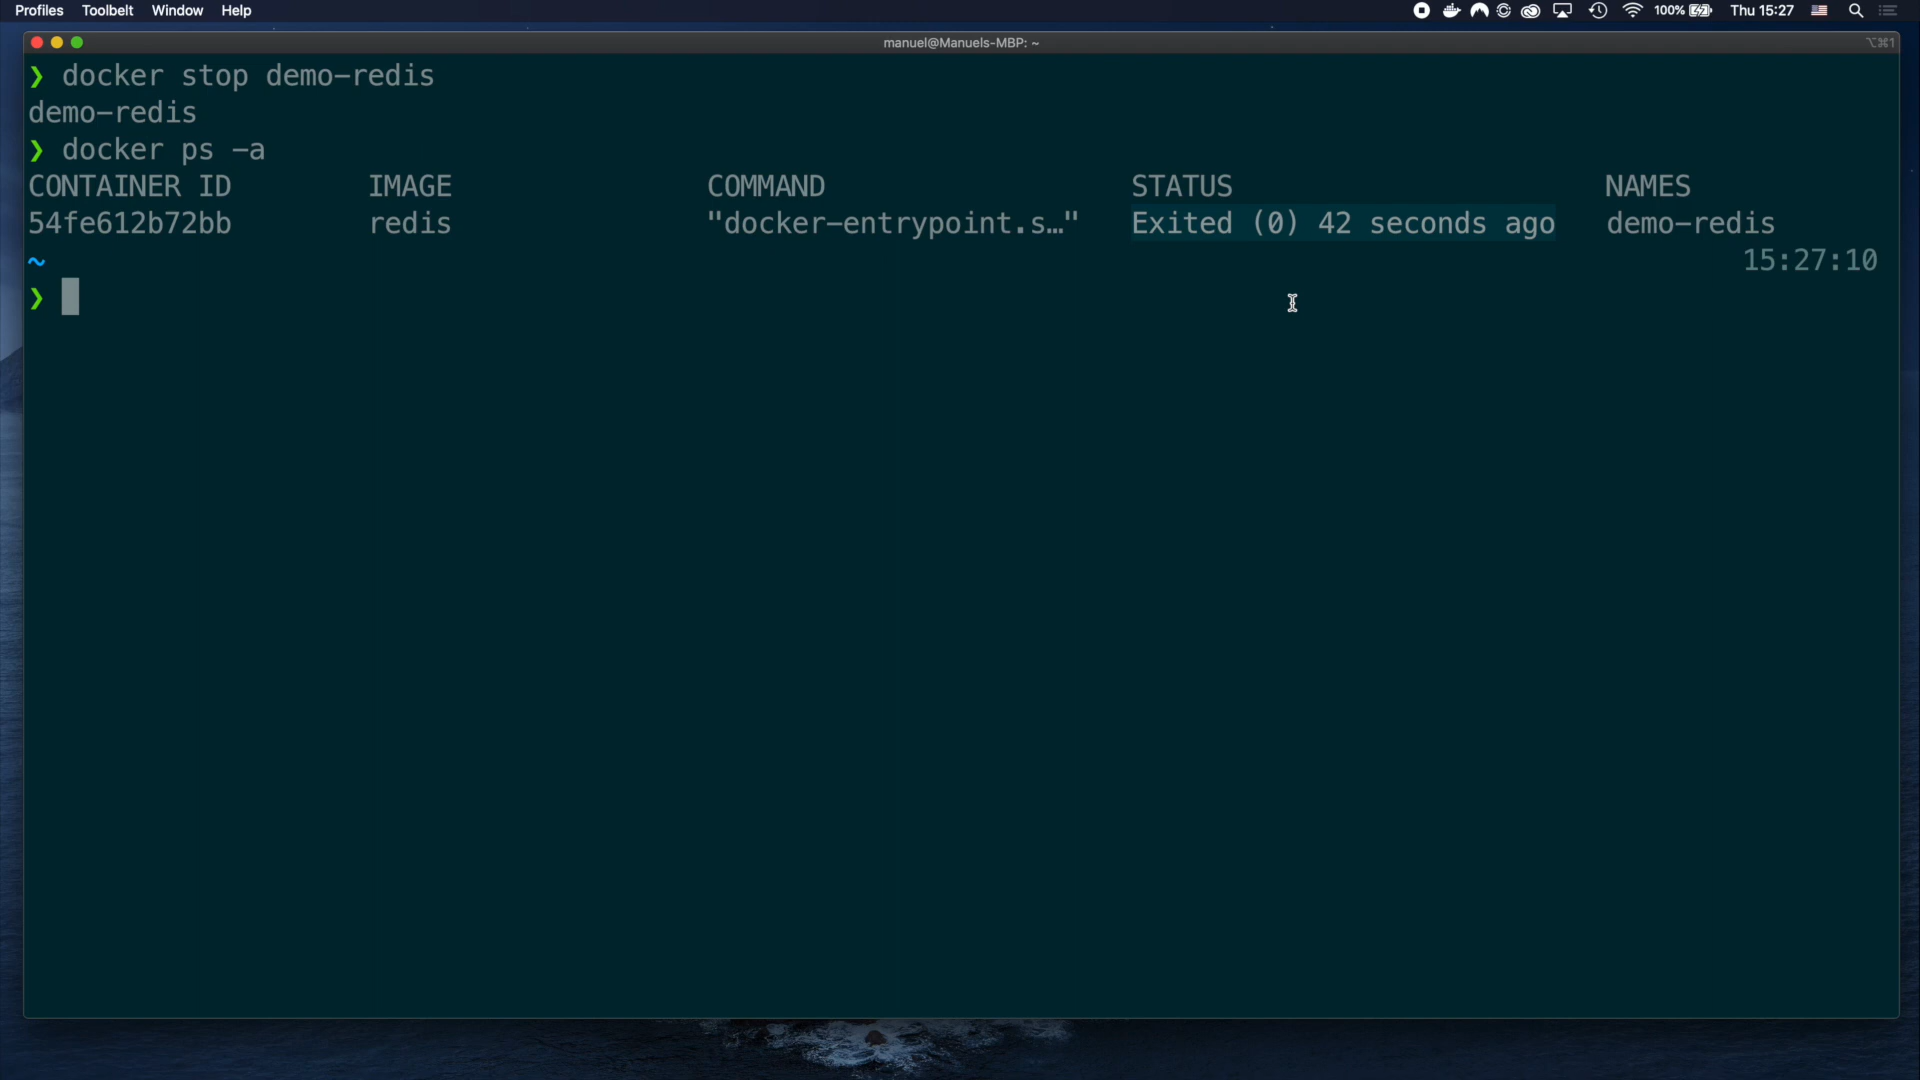 Profiles Toolbelt Window Help 100% Thu 15:27
manuel@Manuels-MBP: ~ ⌥⌘1
❯ docker stop demo-redis
demo-redis
❯ docker ps -a
CONTAINER ID IMAGE COMMAND STATUS NAMES
54fe612b72bb redis "docker-entrypoint.s…" Exited (0) 42 seconds ago demo-redis
~ 15:27:10
❯